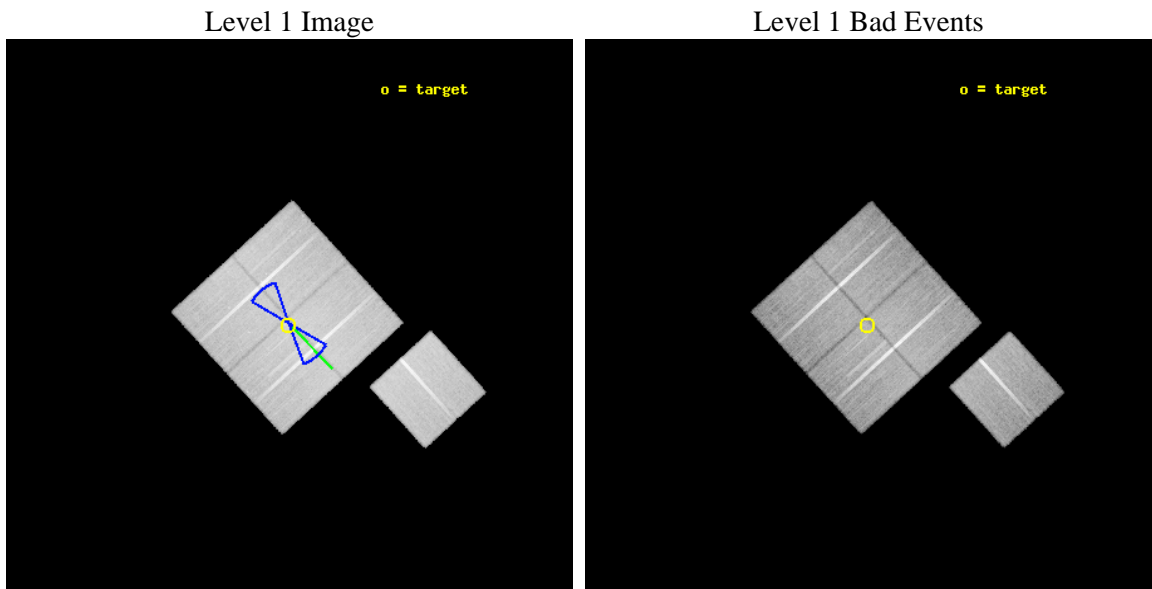 Level 1 Image
Level 1 Bad Events
o = target
o = target